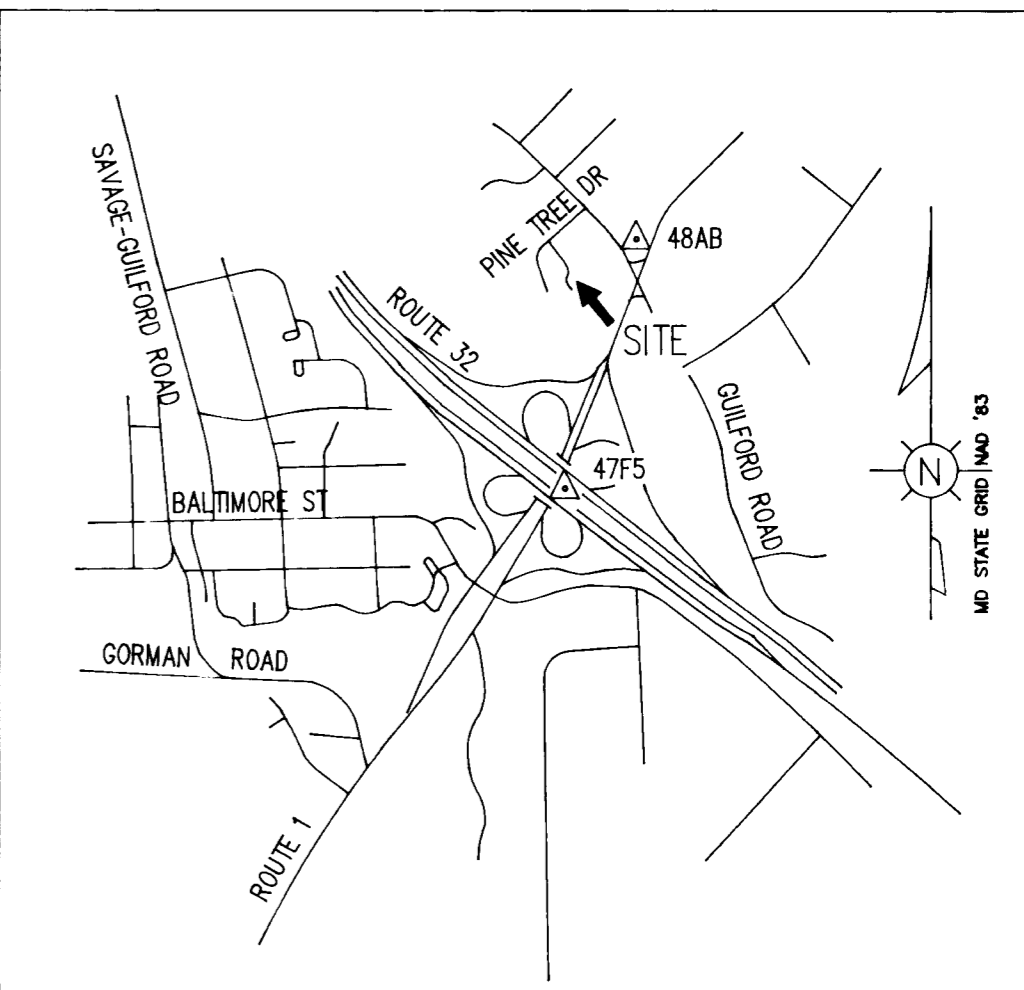 SAVAGE-GUILFORD ROAD
PINE TREE DR
48AB
ROUTE 32
SITE
GUILFORD ROAD
47F5
BALTIMORE ST
N
MD STATE GRID NAD '83
GORMAN ROAD
ROUTE 1